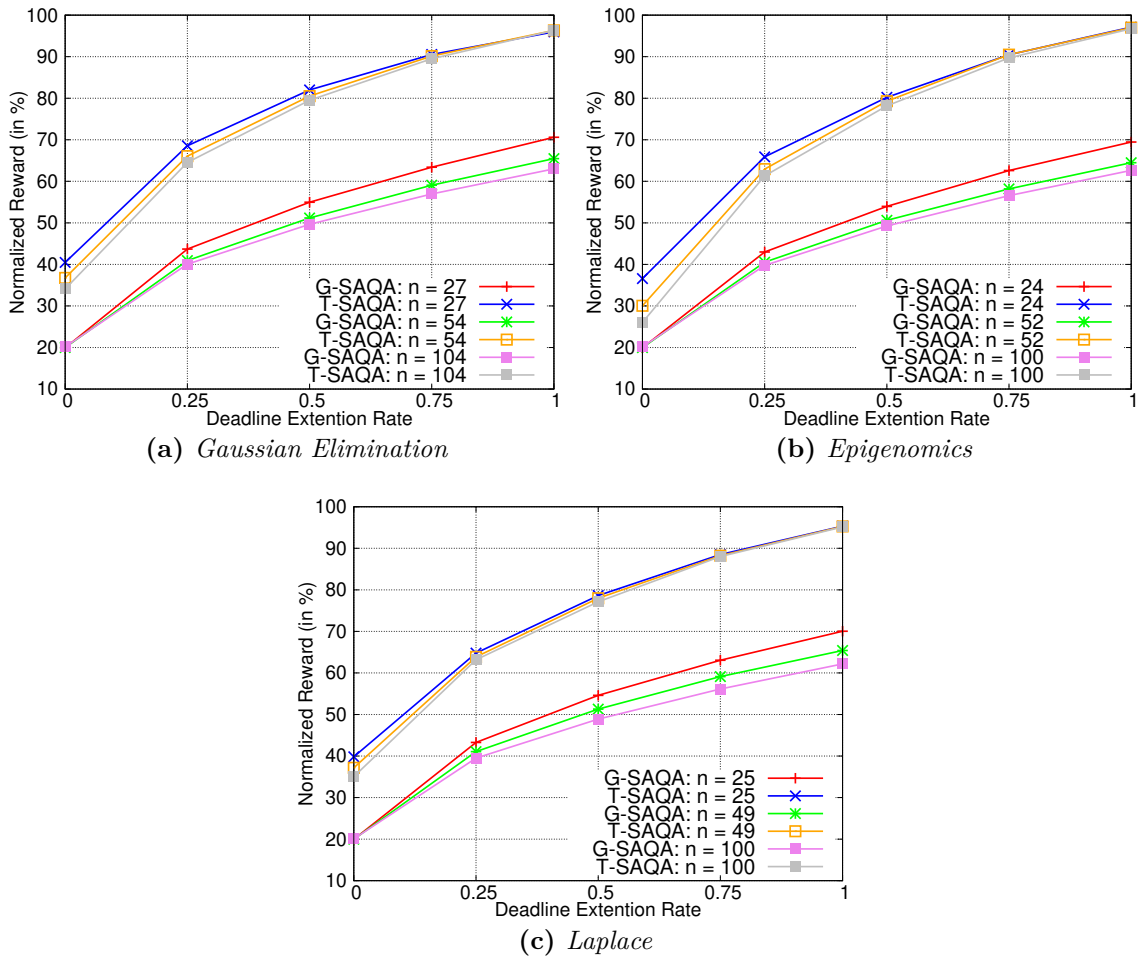 100
90
80
70
60
50
40
30
20
10
Normalized Reward (in %)
G-SAQA: n = 27
T-SAQA: n = 27
G-SAQA: n = 54
T-SAQA: n = 54
G-SAQA: n = 104
T-SAQA: n = 104
0 0.25 0.5 0.75 1
Deadline Extention Rate
(a) Gaussian Elimination
100
90
80
70
60
50
40
30
20
10
Normalized Reward (in %)
G-SAQA: n = 24
T-SAQA: n = 24
G-SAQA: n = 52
T-SAQA: n = 52
G-SAQA: n = 100
T-SAQA: n = 100
0 0.25 0.5 0.75 1
Deadline Extention Rate
(b) Epigenomics
100
90
80
70
60
50
40
30
20
10
Normalized Reward (in %)
G-SAQA: n = 25
T-SAQA: n = 25
G-SAQA: n = 49
T-SAQA: n = 49
G-SAQA: n = 100
T-SAQA: n = 100
0 0.25 0.5 0.75 1
Deadline Extention Rate
(c) Laplace